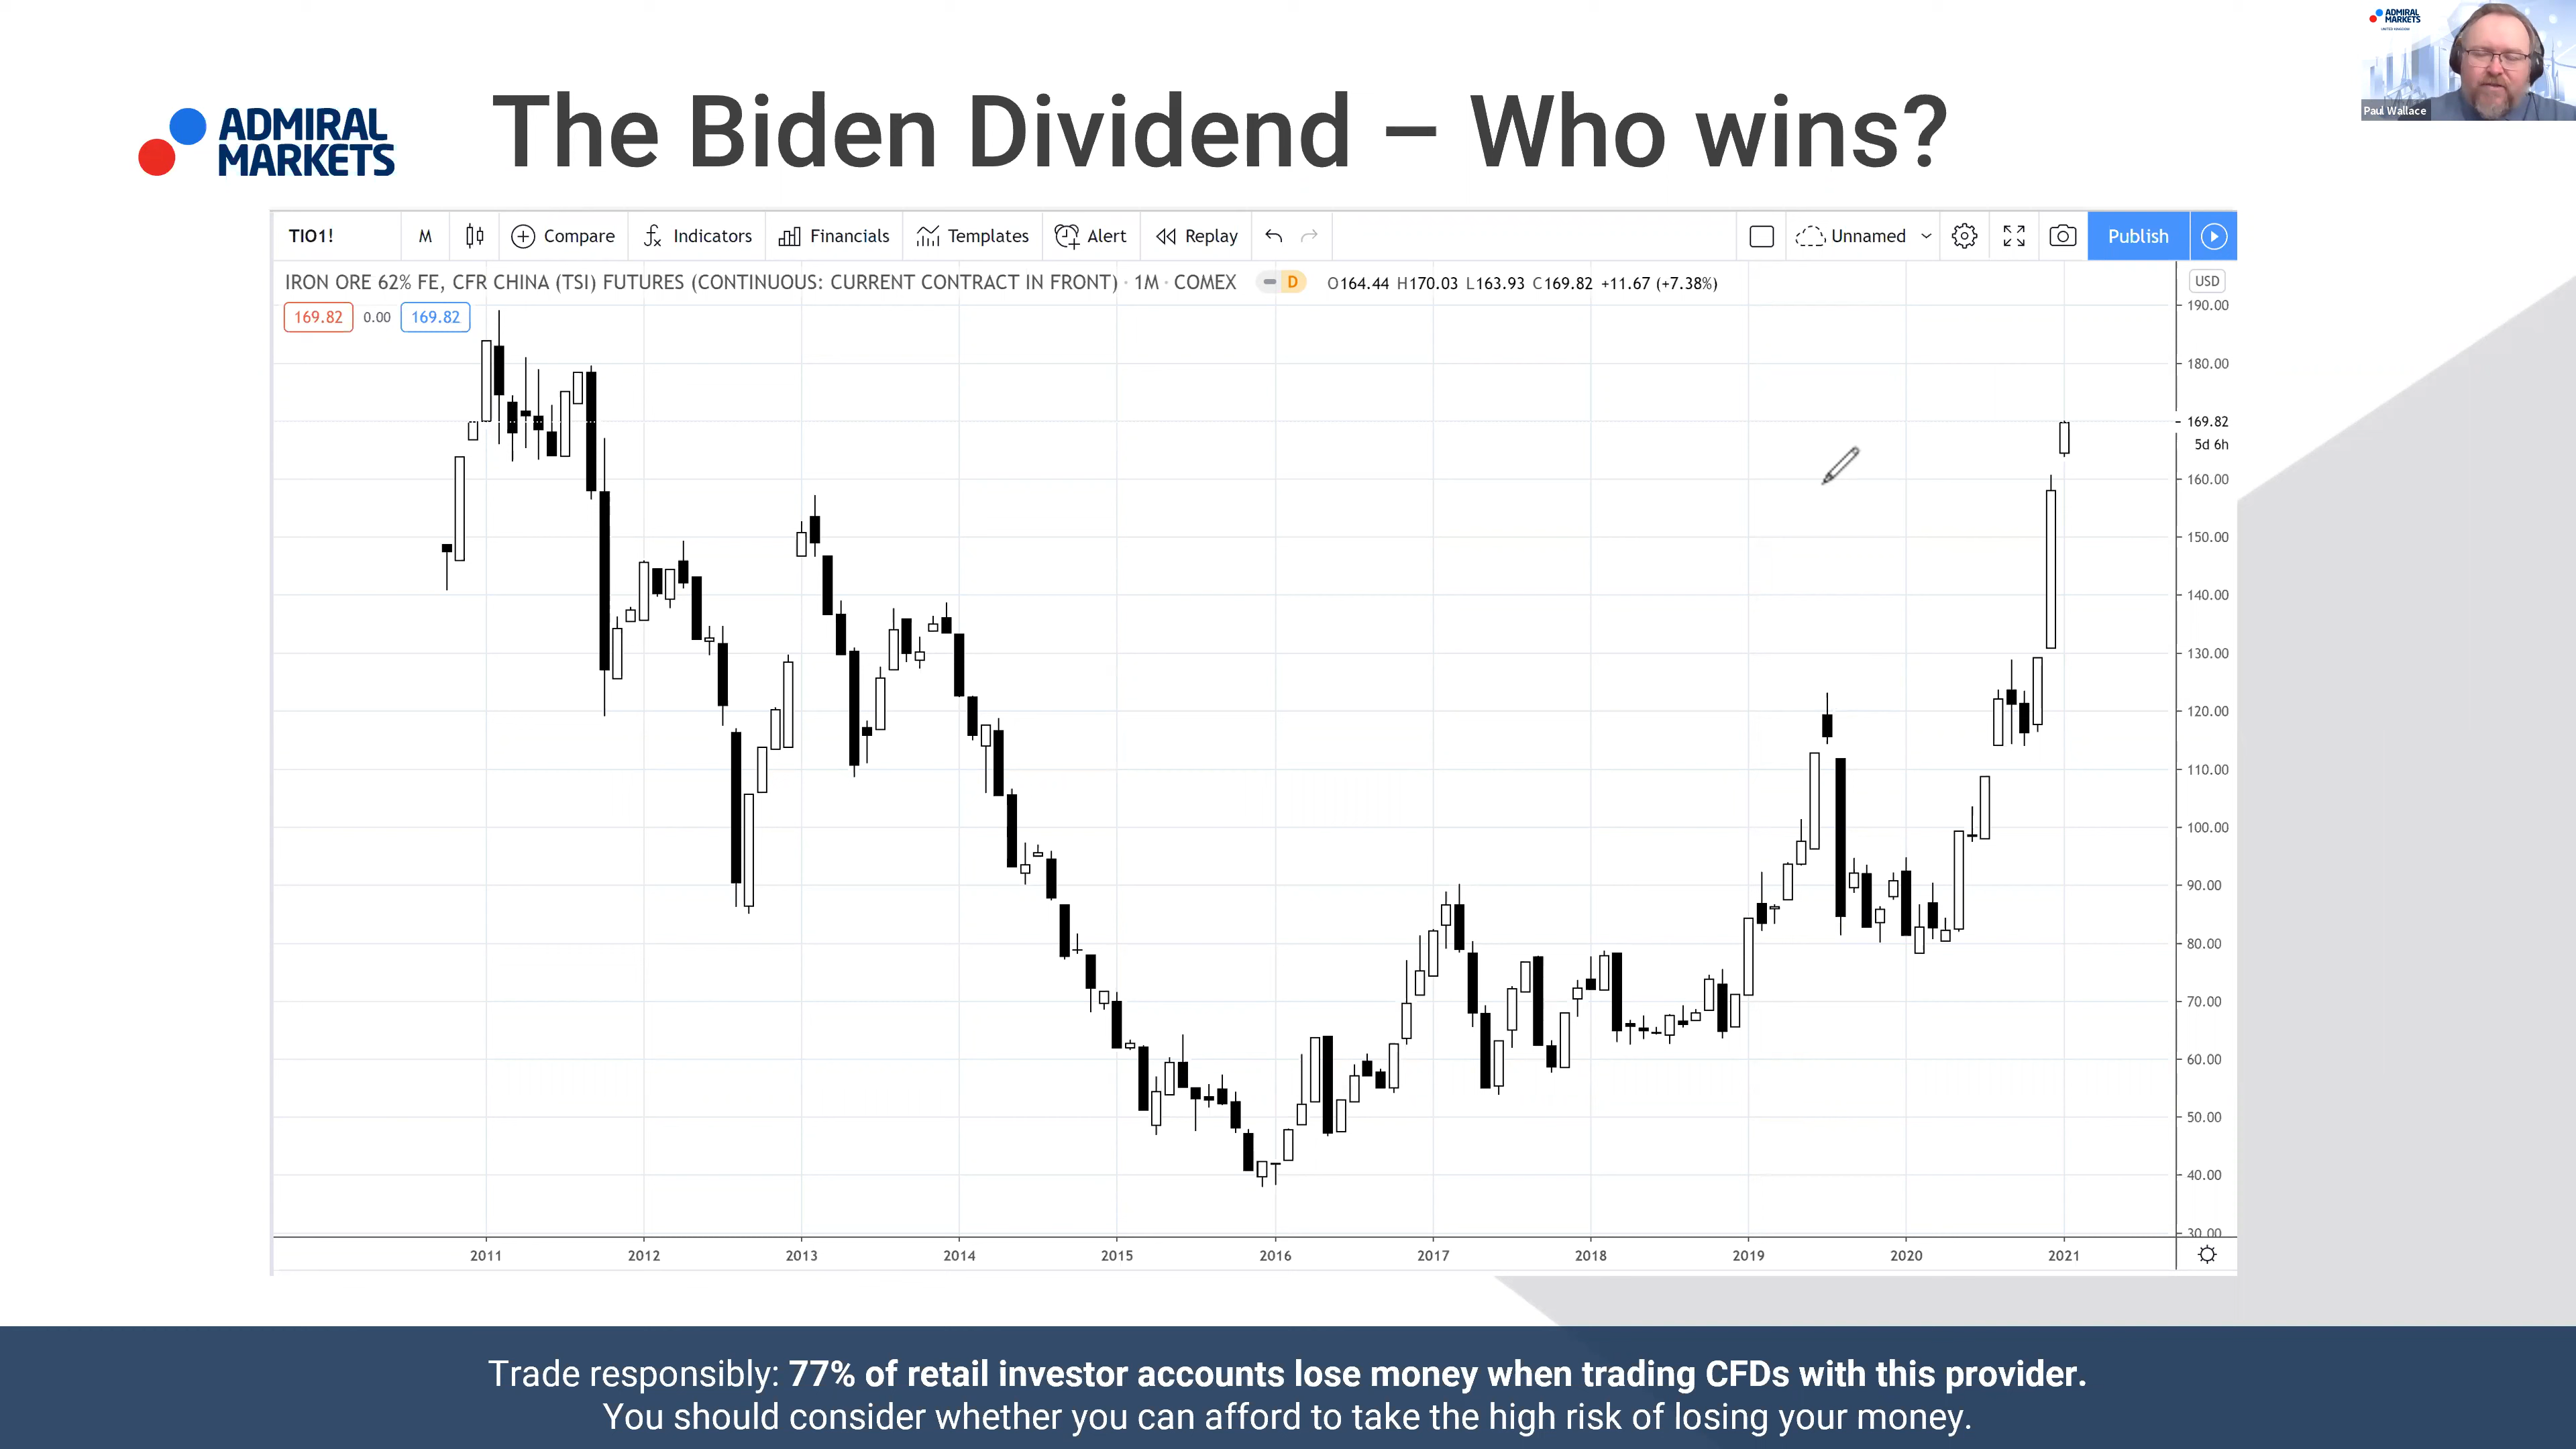 ADMIRAL MARKETS
UNITED KINGDOM
Paul Wallace
ADMIRAL
MARKETS
The Biden Dividend – Who wins?
TIO1! M Compare Indicators Financials Templates Alert Replay Unnamed Publish
IRON ORE 62% FE, CFR CHINA (TSI) FUTURES (CONTINUOUS: CURRENT CONTRACT IN FRONT) · 1M · COMEX D O164.44 H170.03 L163.93 C169.82 +11.67 (+7.38%) USD
169.82 0.00 169.82
190.00
180.00
169.82
5d 6h
160.00
150.00
140.00
130.00
120.00
110.00
100.00
90.00
80.00
70.00
60.00
50.00
40.00
30.00
2011 2012 2013 2014 2015 2016 2017 2018 2019 2020 2021
Trade responsibly: 77% of retail investor accounts lose money when trading CFDs with this provider.
You should consider whether you can afford to take the high risk of losing your money.